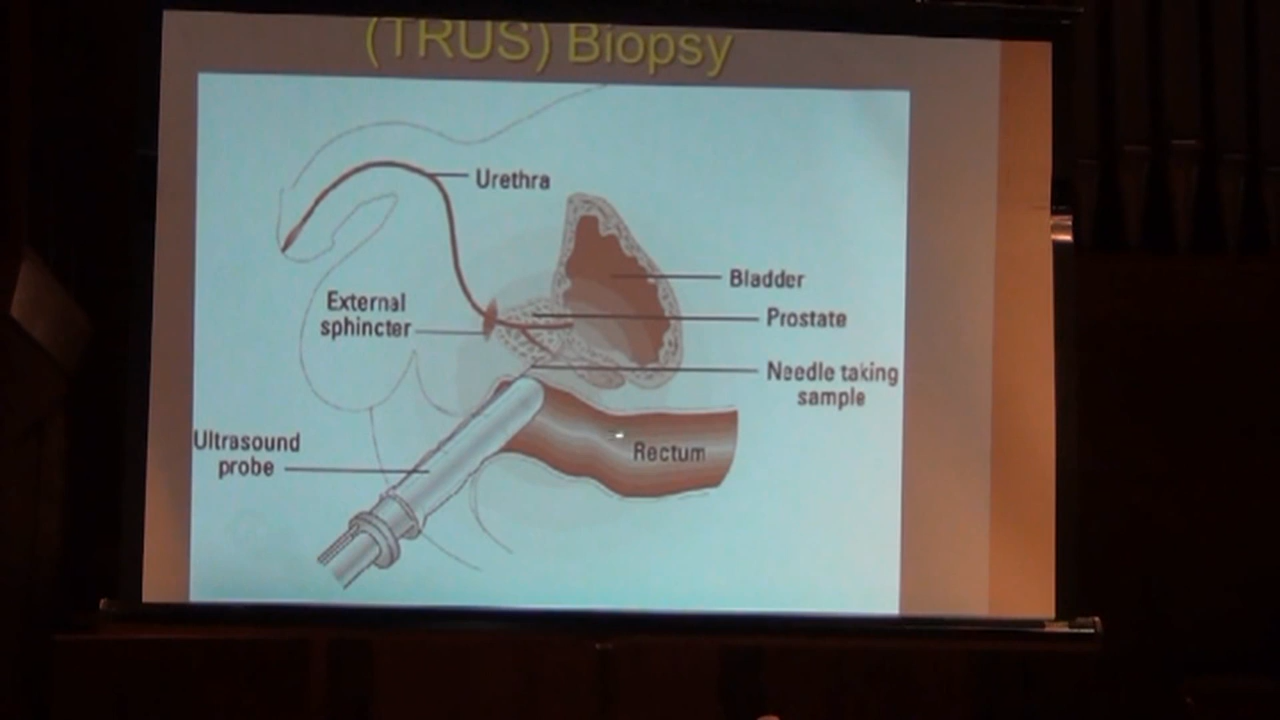 (TRUS) Biopsy
Urethra
Bladder
External
sphincter
Prostate
Needle taking
sample
Ultrasound
probe
Rectum